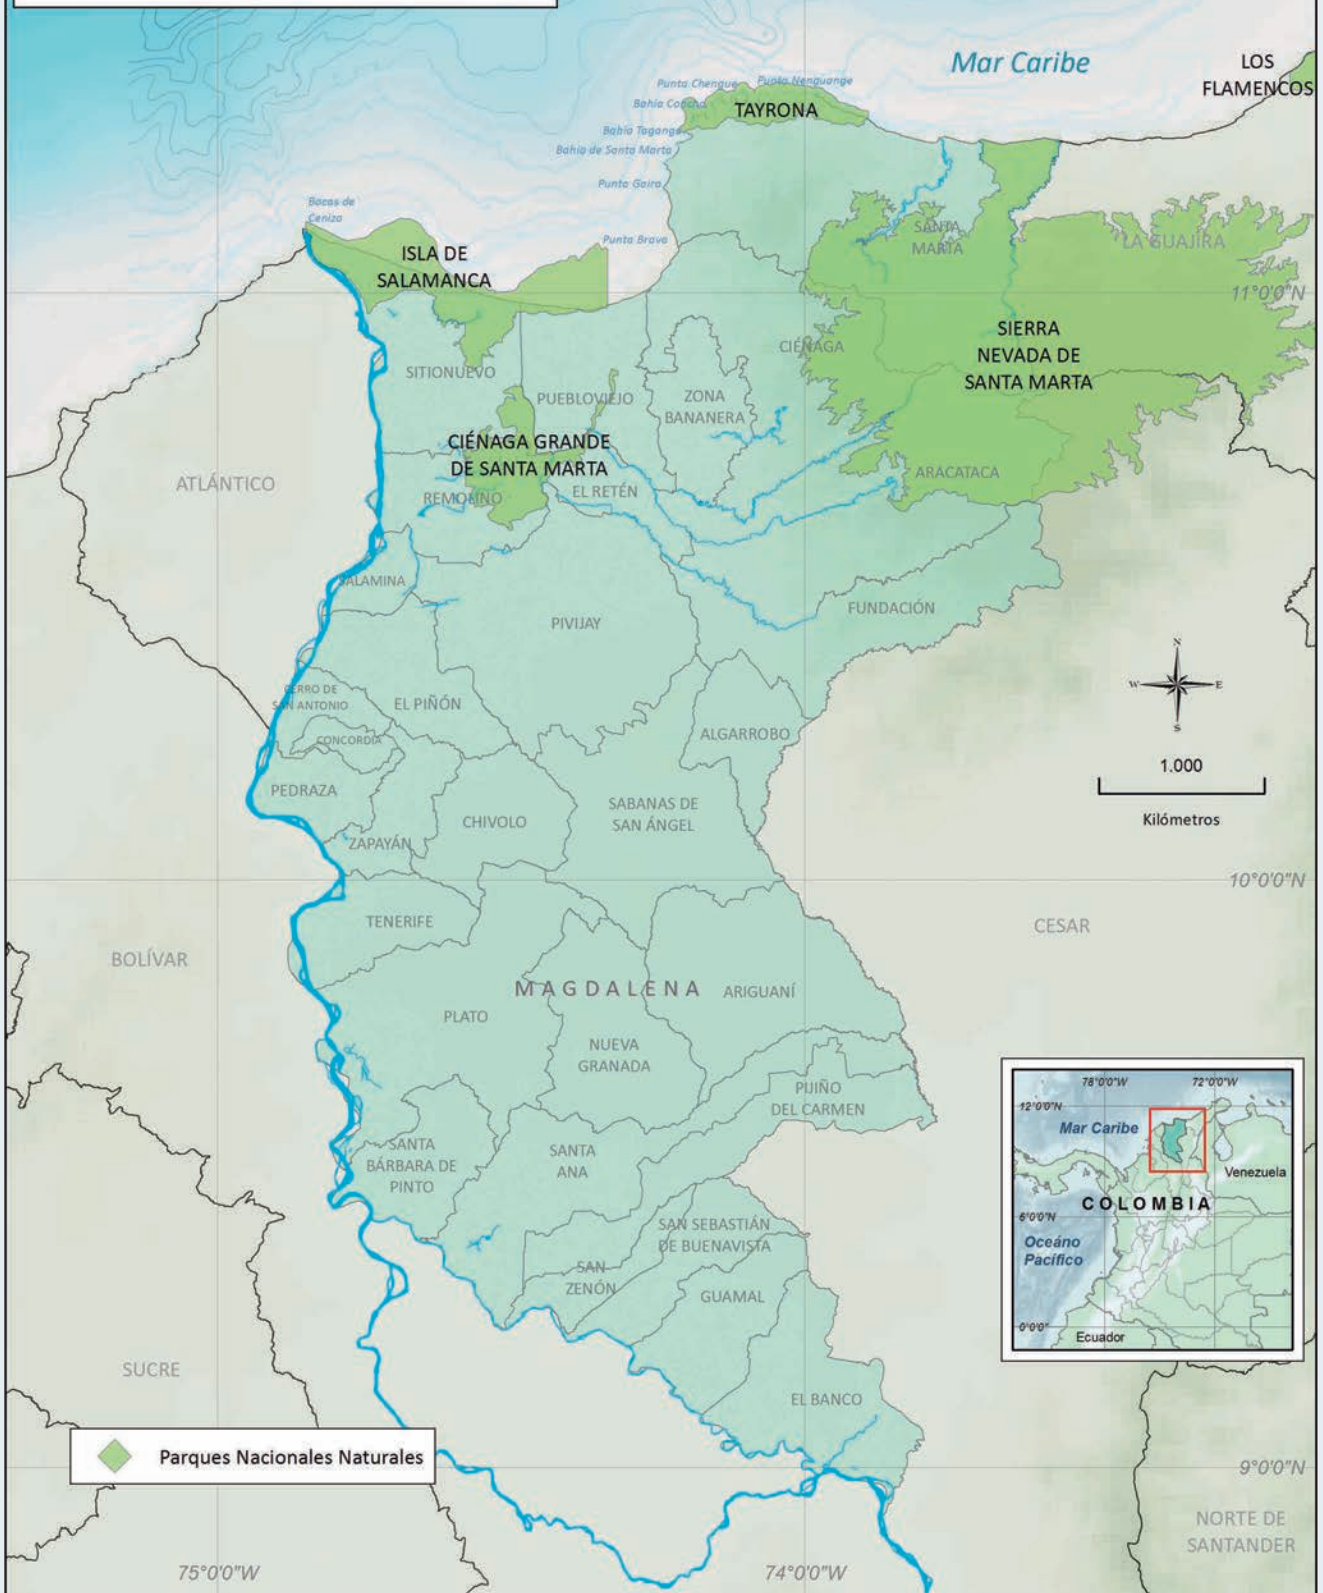 Mar Caribe
LOS
FLAMENCOS
Punta Chengue
Punta Nenguange
Bahía Concha
TAYRONA
Bahía Taganga
Bahía de Santa Marta
Punta Gaira
Bocas de
Ceniza
Punta Brava
SANTA
MARTA
LA GUAJIRA
ISLA DE
SALAMANCA
11°0'0"N
SIERRA
NEVADA DE
SANTA MARTA
CIÉNAGA
SITIONUEVO
PUEBLOVIEJO
ZONA
BANANERA
CIÉNAGA GRANDE
DE SANTA MARTA
ATLÁNTICO
REMOLINO
EL RETÉN
ARACATACA
SALAMINA
PIVIJAY
FUNDACIÓN
N
W
E
S
CERRO DE
SAN ANTONIO
EL PIÑÓN
CONCORDIA
ALGARROBO
1.000
Kilómetros
PEDRAZA
CHIVOLO
SABANAS DE
SAN ÁNGEL
ZAPAYÁN
10°0'0"N
TENERIFE
CESAR
BOLÍVAR
MAGDALENA
ARIGUANÍ
PLATO
NUEVA
GRANADA
PIJIÑO
DEL CARMEN
SANTA
BÁRBARA DE
PINTO
SANTA
ANA
SAN SEBASTIÁN
DE BUENAVISTA
SAN
ZENÓN
GUAMAL
78°0'0"W
72°0'0"W
12°0'0"N
Mar Caribe
Venezuela
COLOMBIA
6°0'0"N
Océano
Pacífico
0°0'0"
Ecuador
SUCRE
EL BANCO
Parques Nacionales Naturales
9°0'0"N
NORTE DE
SANTANDER
75°0'0"W
74°0'0"W